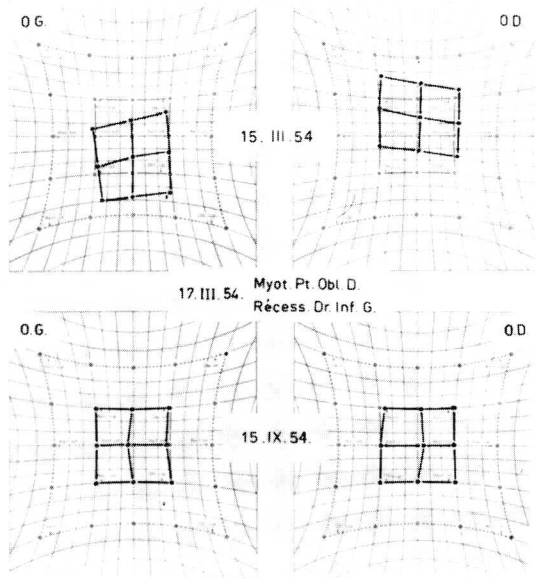 O.G.
O.D
15. III. 54
17. III. 54. Myot. Pt. Obl. D.
Récess. Dr. Inf. G.
O.G.
O.D.
15. IX. 54.